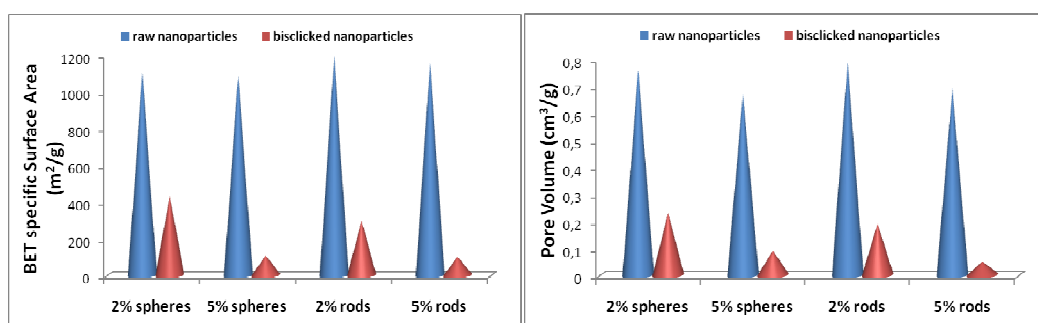 raw nanoparticles bisclicked nanoparticles
BET specific Surface Area
(m²/g)
1200
1000
800
600
400
200
0
2% spheres 5% spheres 2% rods 5% rods
raw nanoparticles bisclicked nanoparticles
Pore Volume (cm³/g)
0,8
0,7
0,6
0,5
0,4
0,3
0,2
0,1
0
2% spheres 5% spheres 2% rods 5% rods